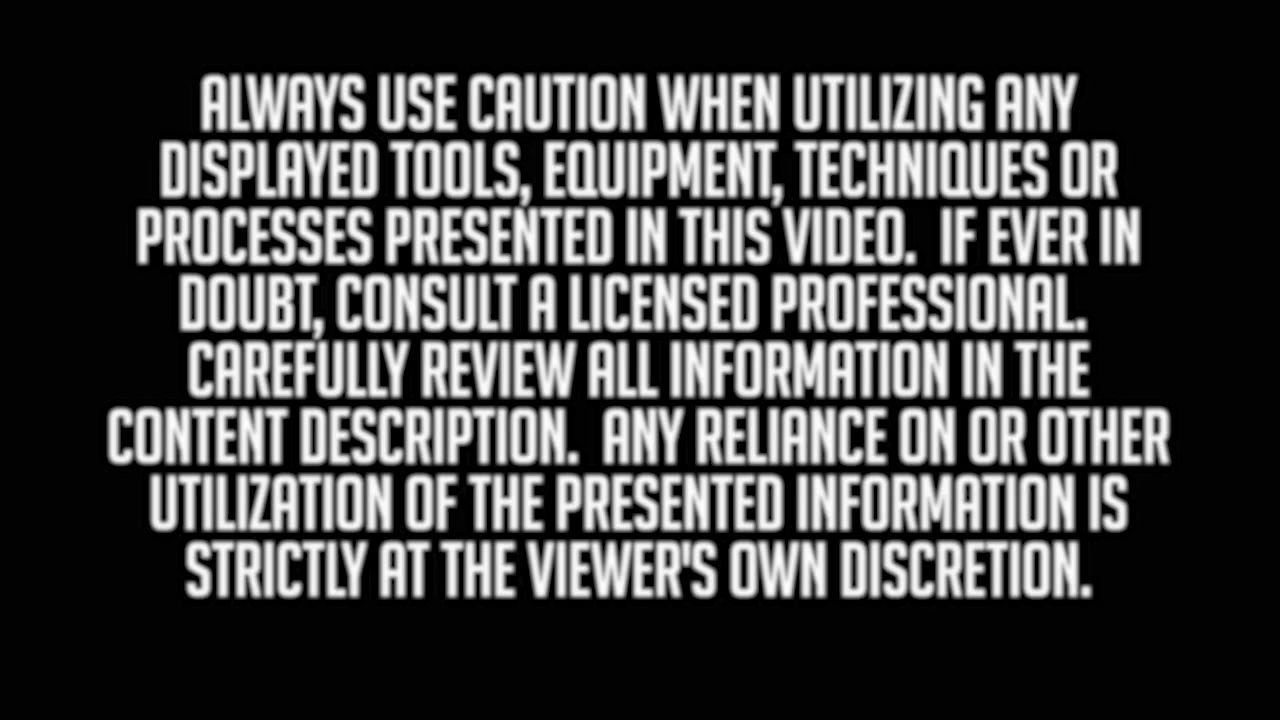 ALWAYS USE CAUTION WHEN UTILIZING ANY
DISPLAYED TOOLS, EQUIPMENT, TECHNIQUES OR
PROCESSES PRESENTED IN THIS VIDEO.  IF EVER IN
DOUBT, CONSULT A LICENSED PROFESSIONAL.
CAREFULLY REVIEW ALL INFORMATION IN THE
CONTENT DESCRIPTION.  ANY RELIANCE ON OR OTHER
UTILIZATION OF THE PRESENTED INFORMATION IS
STRICTLY AT THE VIEWER'S OWN DISCRETION.